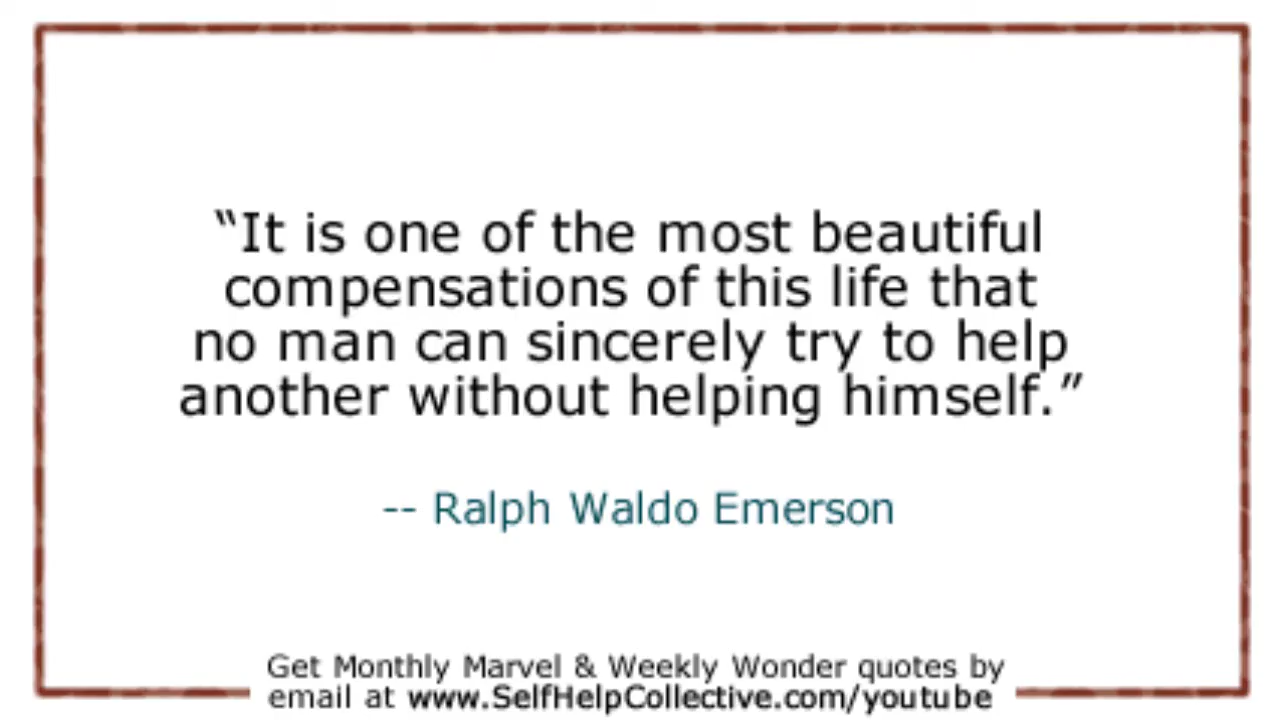 “It is one of the most beautiful
compensations of this life that
no man can sincerely try to help
another without helping himself.”
-- Ralph Waldo Emerson
Get Monthly Marvel & Weekly Wonder quotes by
email at www.SelfHelpCollective.com/youtube